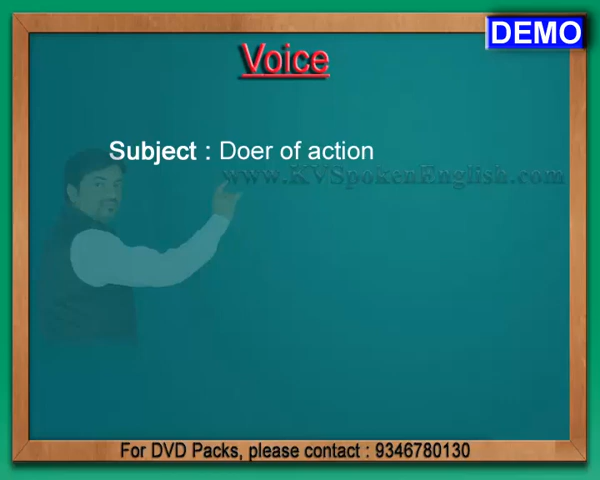 DEMO
Voice
Subject : Doer of action
www.KVSpokenEnglish.com
For DVD Packs, please contact : 9346780130